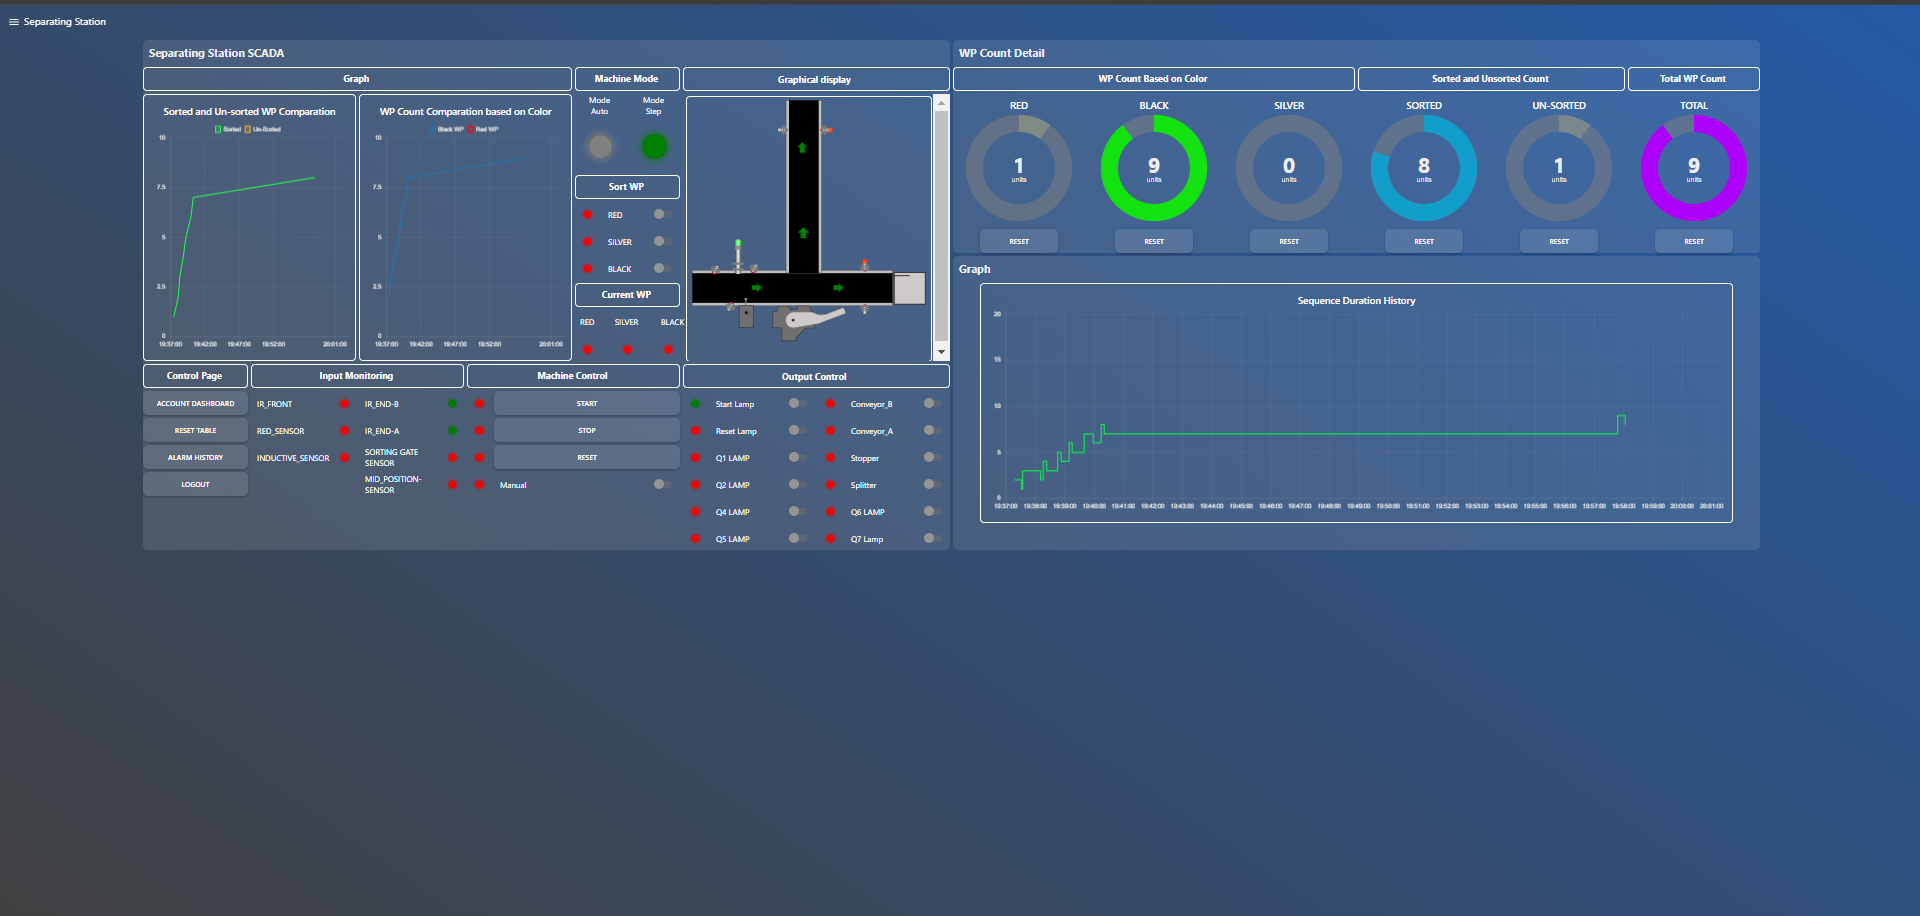 Separating Station
Separating Station SCADA
Graph
Sorted and Un-sorted WP Comparation
Sorted Un-Sorted
10
7.5
5
2.5
0
19:37:00 19:42:00 19:47:00 19:52:00 20:01:00
WP Count Comparation based on Color
Black WP Red WP
10
7.5
5
2.5
0
19:37:00 19:42:00 19:47:00 19:52:00 20:01:00
Machine Mode
Mode Auto
Mode Step
Sort WP
RED
SILVER
BLACK
Current WP
RED SILVER BLACK
Graphical display
Control Page
ACCOUNT DASHBOARD
RESET TABLE
ALARM HISTORY
LOGOUT
Input Monitoring
IR_FRONT
IR_END-B
RED_SENSOR
IR_END-A
INDUCTIVE_SENSOR
SORTING GATE
SENSOR
MID_POSITION-
SENSOR
Machine Control
START
STOP
RESET
Manual
Output Control
Start Lamp
Conveyor_B
Reset Lamp
Conveyor_A
Q1 LAMP
Stopper
Q2 LAMP
Splitter
Q4 LAMP
Q6 LAMP
Q5 LAMP
Q7 Lamp
WP Count Detail
WP Count Based on Color
Sorted and Unsorted Count
Total WP Count
RED BLACK SILVER SORTED UN-SORTED TOTAL
1 9 0 8 1 9
units units units units units units
RESET RESET RESET RESET RESET RESET
Graph
Sequence Duration History
20
15
10
5
0
19:37:00 19:38:00 19:39:00 19:40:00 19:41:00 19:42:00 19:43:00 19:44:00 19:45:00 19:46:00 19:47:00 19:48:00 19:49:00 19:50:00 19:51:00 19:52:00 19:53:00 19:54:00 19:55:00 19:56:00 19:57:00 19:58:00 19:59:00 20:00:00 20:01:00